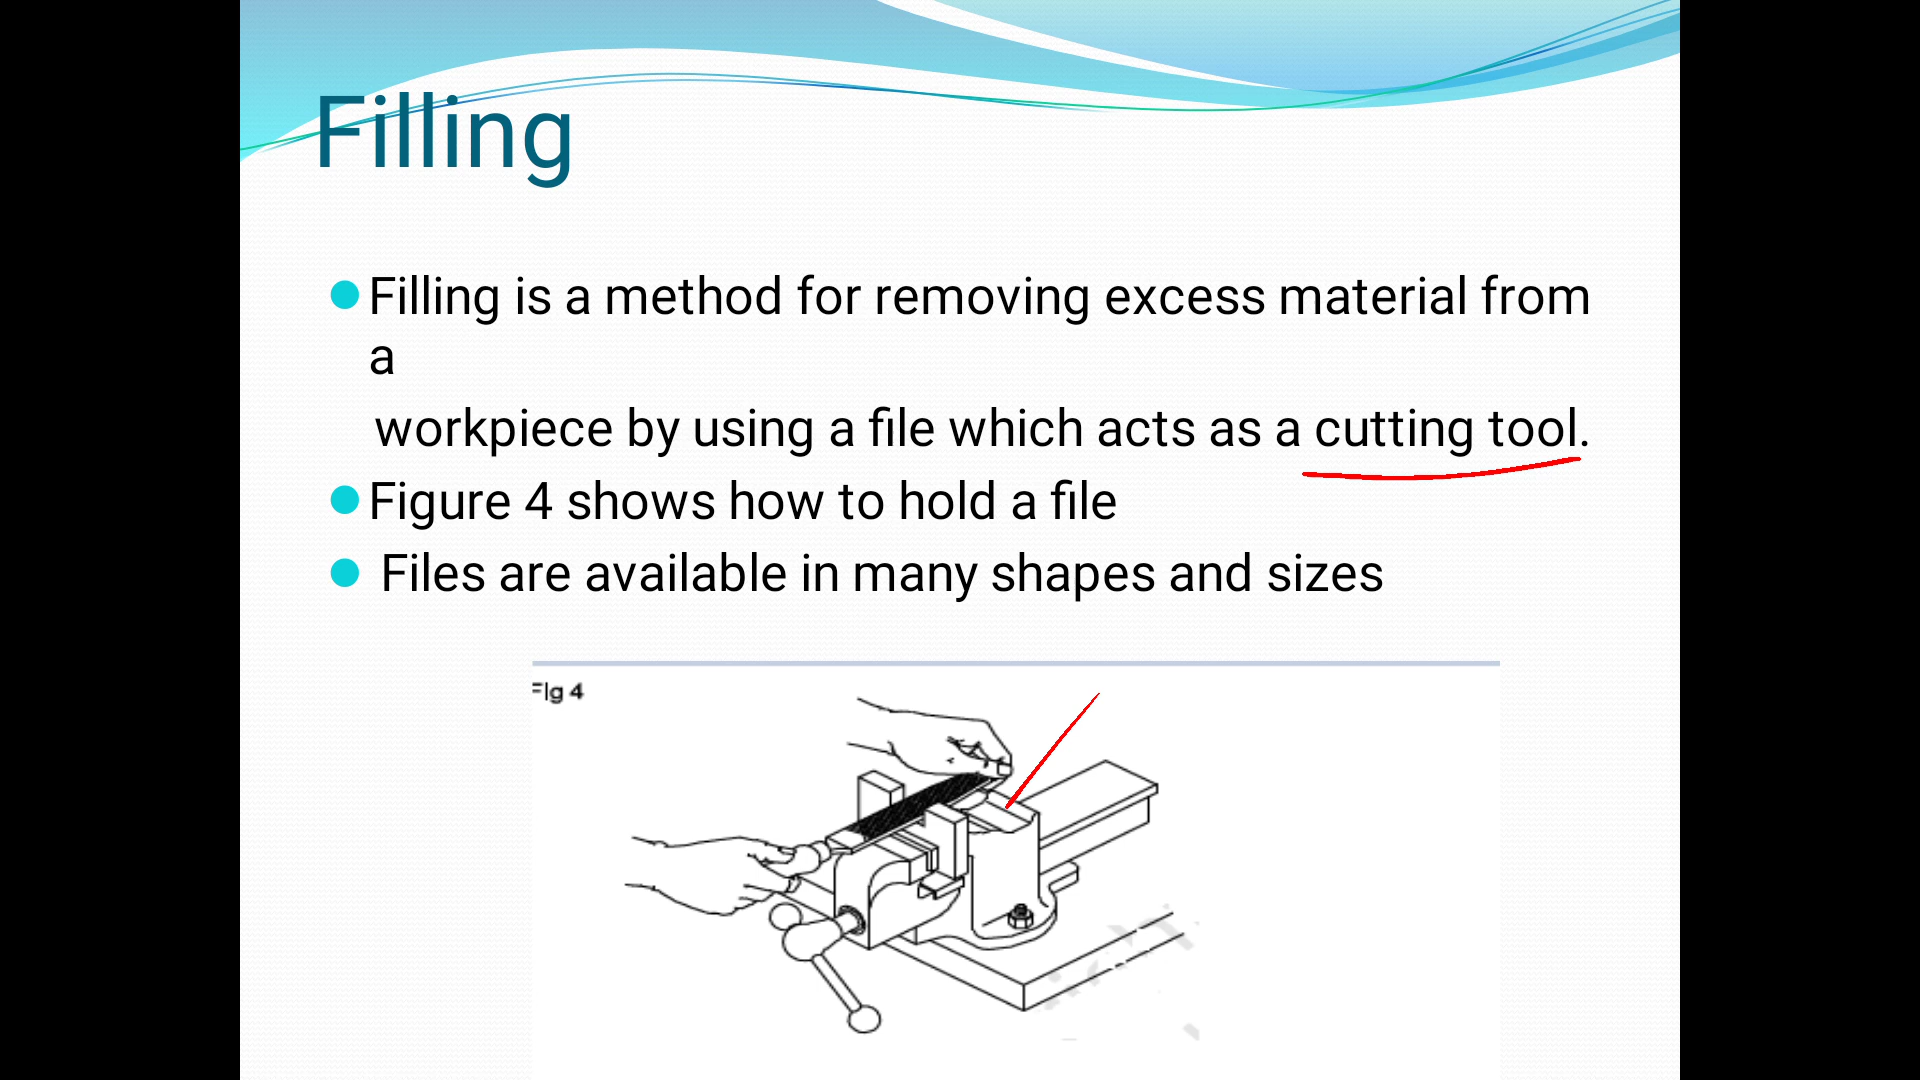 Filling
Filling is a method for removing excess material from
a
workpiece by using a file which acts as a cutting tool.
Figure 4 shows how to hold a file
Files are available in many shapes and sizes
FIg 4